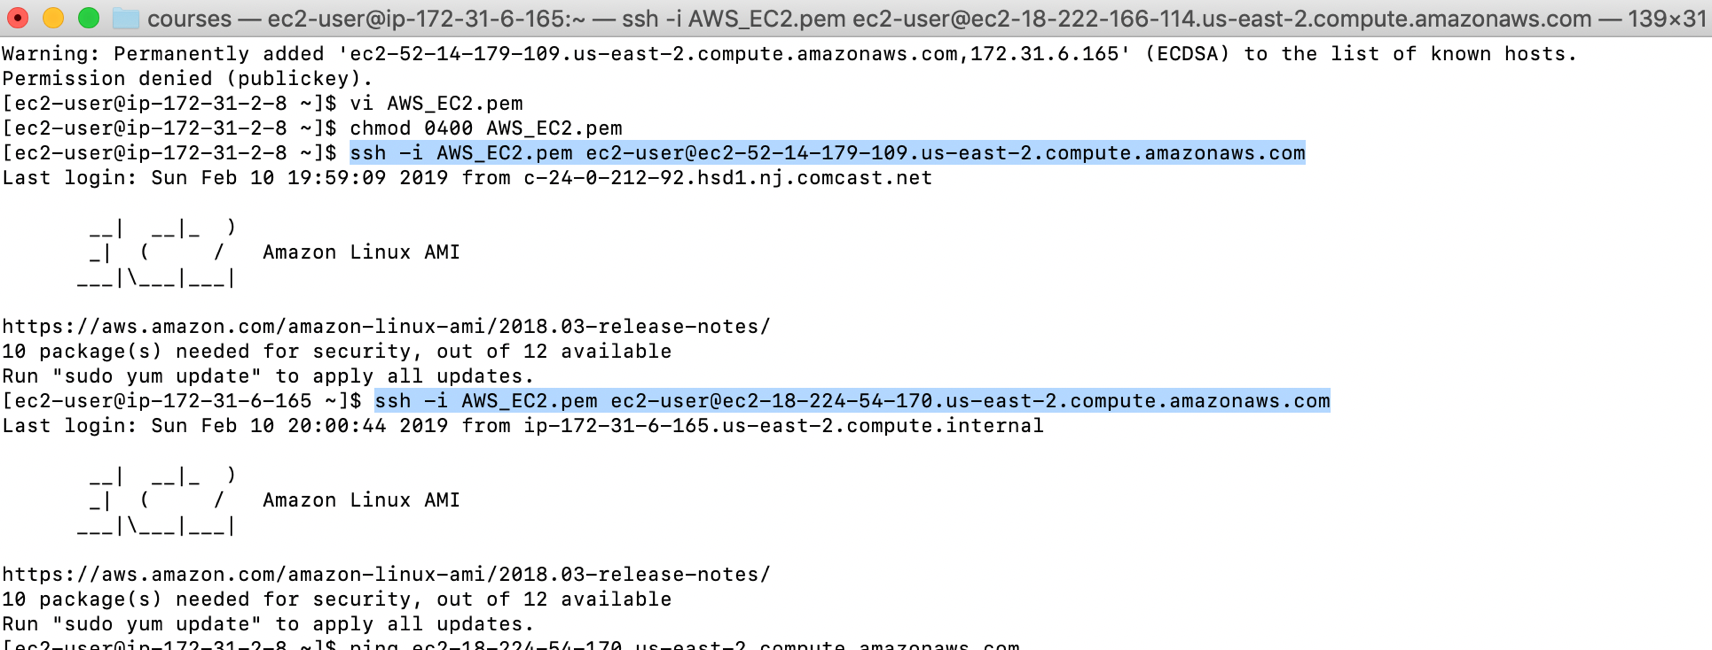 courses — ec2-user@ip-172-31-6-165:~ — ssh -i AWS_EC2.pem ec2-user@ec2-18-222-166-114.us-east-2.compute.amazonaws.com — 139×31
Warning: Permanently added 'ec2-52-14-179-109.us-east-2.compute.amazonaws.com,172.31.6.165' (ECDSA) to the list of known hosts.
Permission denied (publickey).
[ec2-user@ip-172-31-2-8 ~]$ vi AWS_EC2.pem
[ec2-user@ip-172-31-2-8 ~]$ chmod 0400 AWS_EC2.pem
[ec2-user@ip-172-31-2-8 ~]$ ssh -i AWS_EC2.pem ec2-user@ec2-52-14-179-109.us-east-2.compute.amazonaws.com
Last login: Sun Feb 10 19:59:09 2019 from c-24-0-212-92.hsd1.nj.comcast.net
       __|  __|_  )
       _|  (     /   Amazon Linux AMI
      ___|\___|___|
https://aws.amazon.com/amazon-linux-ami/2018.03-release-notes/
10 package(s) needed for security, out of 12 available
Run "sudo yum update" to apply all updates.
[ec2-user@ip-172-31-6-165 ~]$ ssh -i AWS_EC2.pem ec2-user@ec2-18-224-54-170.us-east-2.compute.amazonaws.com
Last login: Sun Feb 10 20:00:44 2019 from ip-172-31-6-165.us-east-2.compute.internal
       __|  __|_  )
       _|  (     /   Amazon Linux AMI
      ___|\___|___|
https://aws.amazon.com/amazon-linux-ami/2018.03-release-notes/
10 package(s) needed for security, out of 12 available
Run "sudo yum update" to apply all updates.
[ec2-user@ip-172-31-2-8 ~]$ ping ec2-18-224-54-170.us-east-2.compute.amazonaws.com